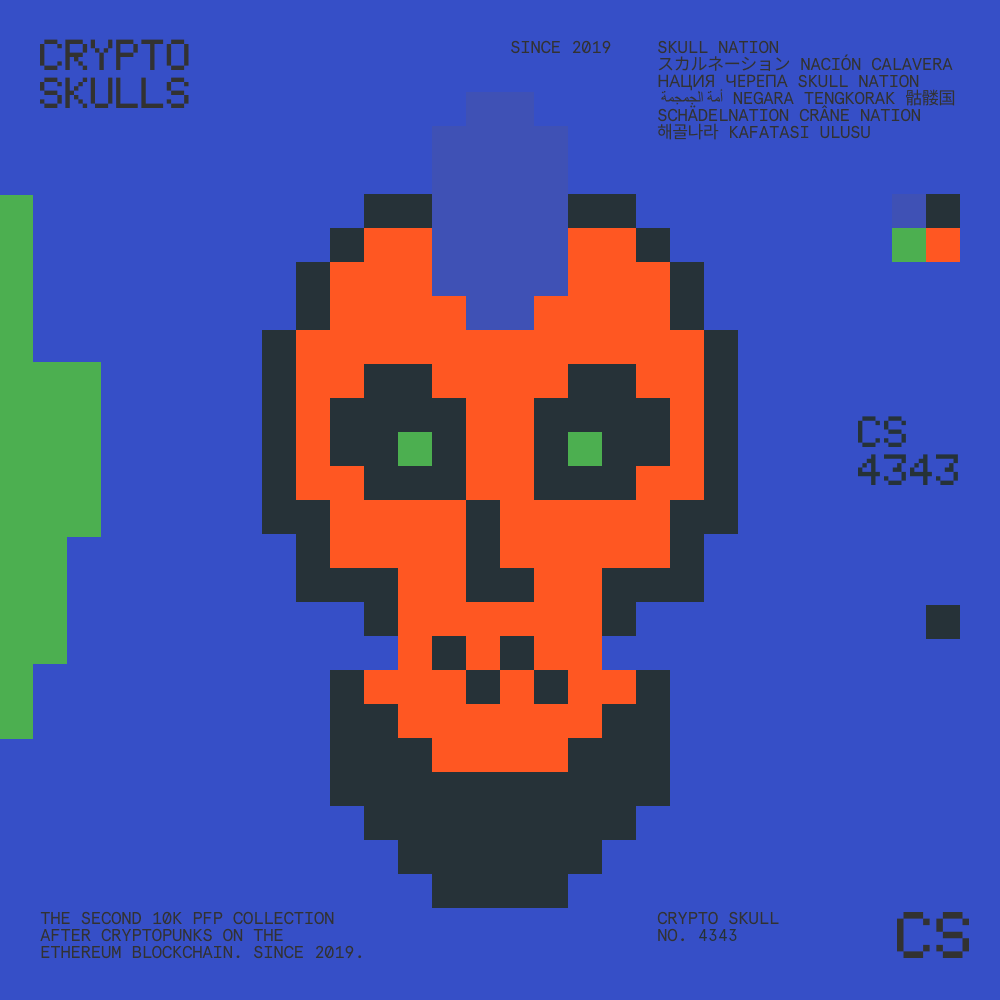 CRYPTO
SKULLS
SINCE 2019
SKULL NATION
スカルネーション NACIÓN CALAVERA
НАЦИЯ ЧЕРЕПА SKULL NATION
أمة الجمجمة NEGARA TENGKORAK 骷髅国
SCHÄDELNATION CRÂNE NATION
해골나라 KAFATASI ULUSU
CS
4343
THE SECOND 10K PFP COLLECTION
AFTER CRYPTOPUNKS ON THE
ETHEREUM BLOCKCHAIN. SINCE 2019.
CRYPTO SKULL
NO. 4343
CS